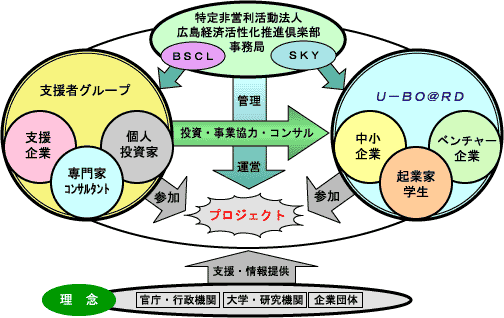 特定非営利活動法人
広島経済活性化推進倶楽部
事務局
BSCL
SKY
支援者グループ
支援
企業
個人
投資家
専門家
コンサルタント
管理
投資・事業協力・コンサル
運営
U-BO@RD
中小
企業
ベンチャー
企業
起業家
学生
参加
参加
プロジェクト
支援・情報提供
理 念
官庁・行政機関
大学・研究機関
企業団体